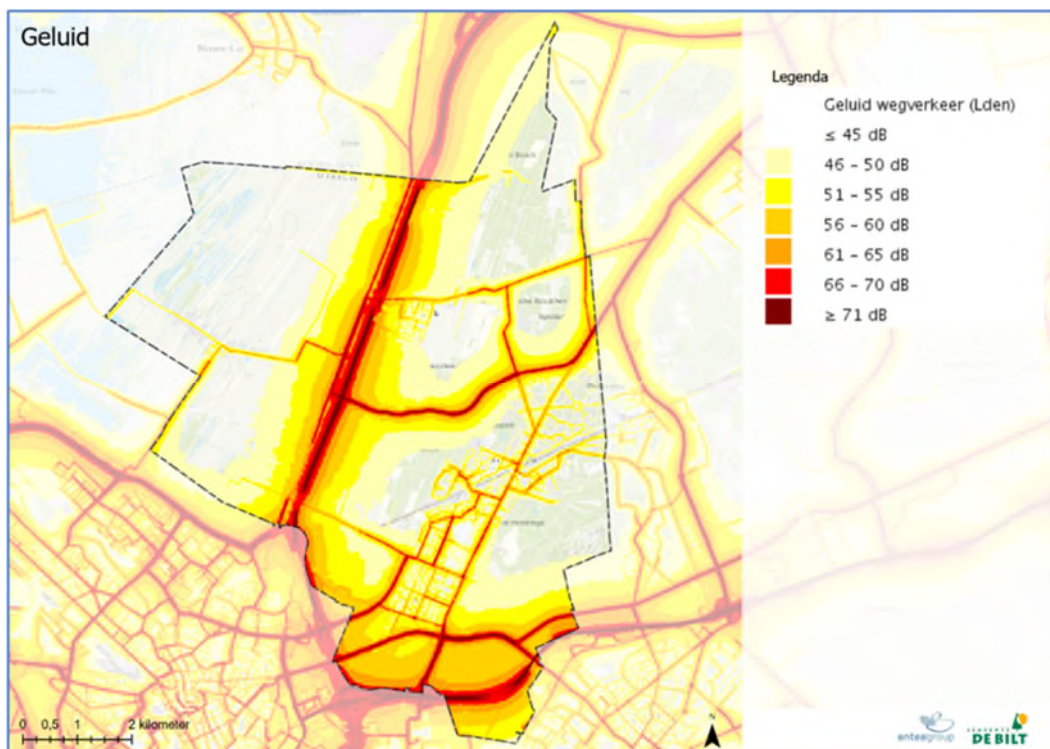 Geluid
Legenda
Geluid wegverkeer (Lden)
≤ 45 dB
46 – 50 dB
51 – 55 dB
56 – 60 dB
61 – 65 dB
66 – 70 dB
≥ 71 dB
0 0,5 1 2 kilometer
N
anteagroup
GEMEENTE
DE BILT